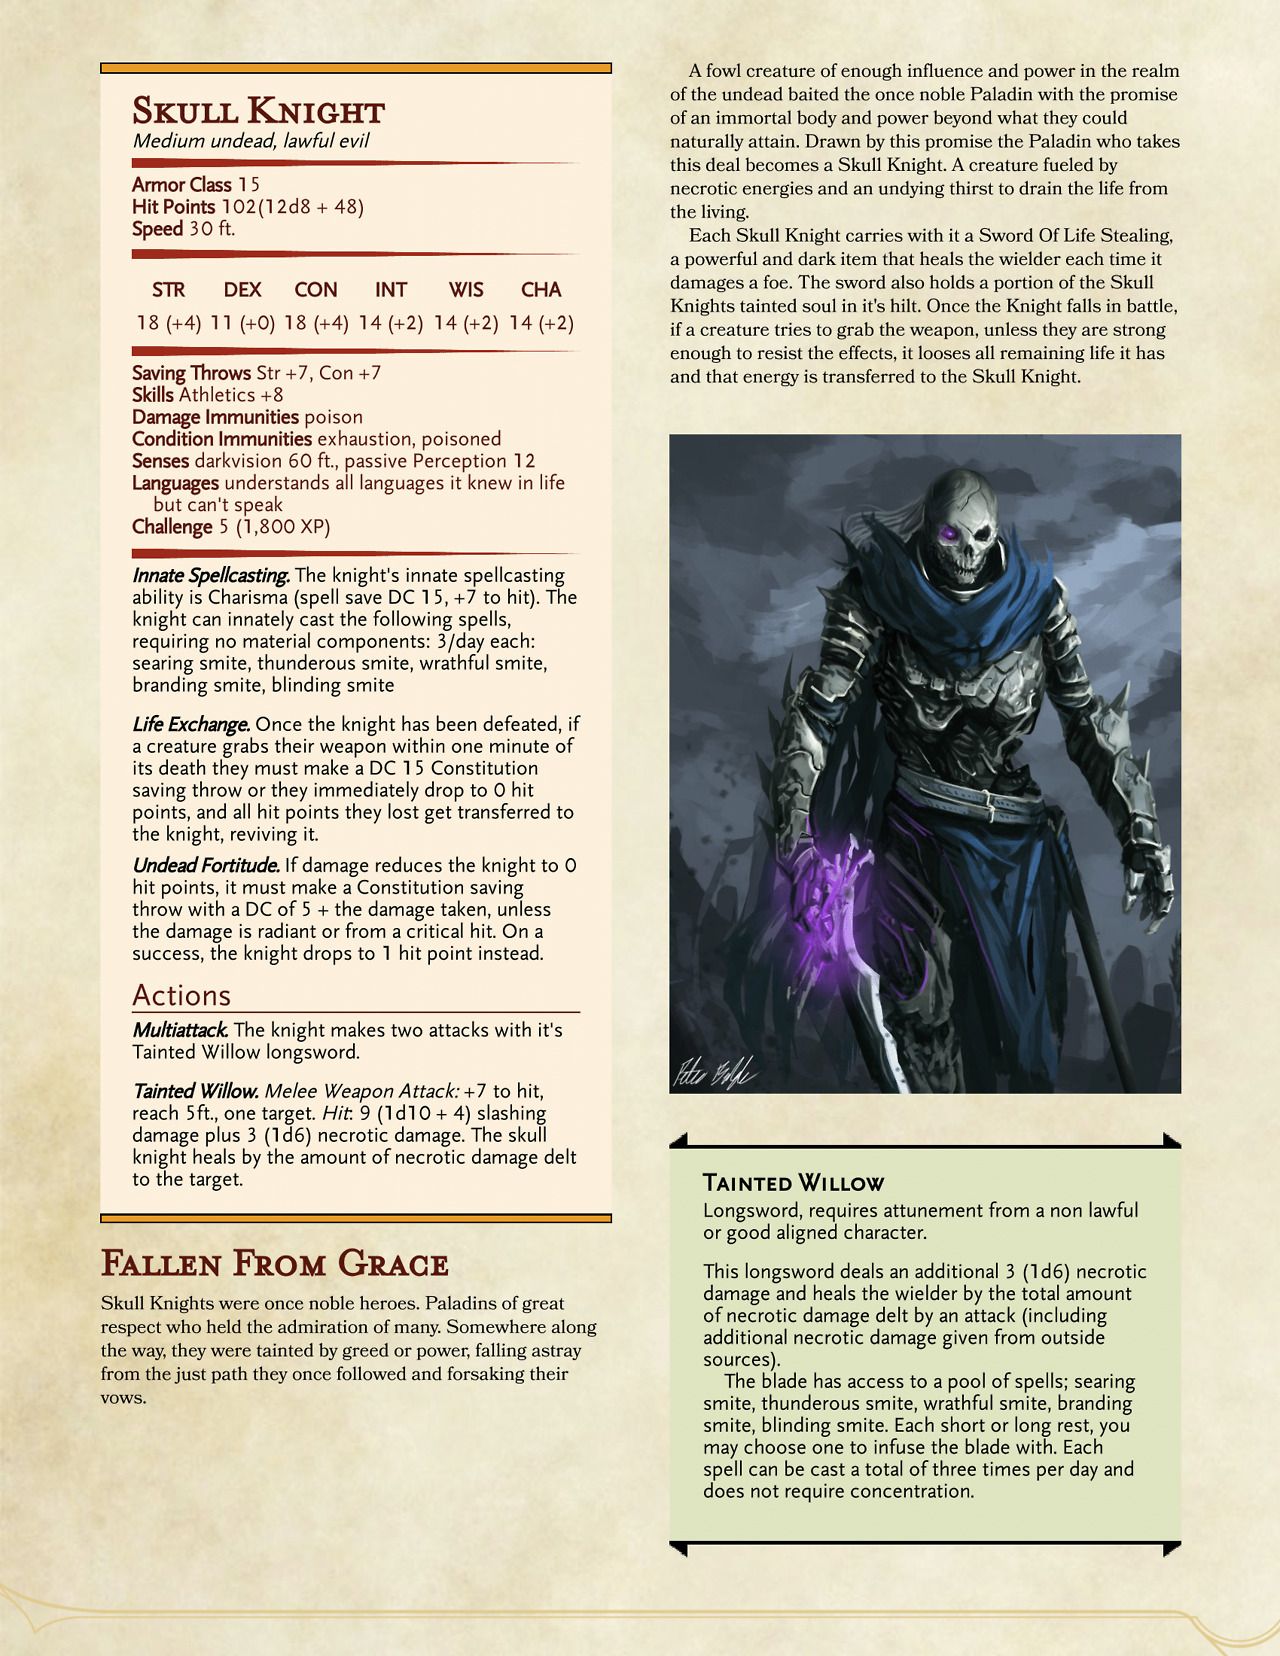 Skull Knight
Medium undead, lawful evil
Armor Class 15
Hit Points 102(12d8 + 48)
Speed 30 ft.
STR DEX CON INT WIS CHA
18 (+4) 11 (+0) 18 (+4) 14 (+2) 14 (+2) 14 (+2)
Saving Throws Str +7, Con +7
Skills Athletics +8
Damage Immunities poison
Condition Immunities exhaustion, poisoned
Senses darkvision 60 ft., passive Perception 12
Languages understands all languages it knew in life
but can't speak
Challenge 5 (1,800 XP)
Innate Spellcasting. The knight's innate spellcasting
ability is Charisma (spell save DC 15, +7 to hit). The
knight can innately cast the following spells,
requiring no material components: 3/day each:
searing smite, thunderous smite, wrathful smite,
branding smite, blinding smite
Life Exchange. Once the knight has been defeated, if
a creature grabs their weapon within one minute of
its death they must make a DC 15 Constitution
saving throw or they immediately drop to 0 hit
points, and all hit points they lost get transferred to
the knight, reviving it.
Undead Fortitude. If damage reduces the knight to 0
hit points, it must make a Constitution saving
throw with a DC of 5 + the damage taken, unless
the damage is radiant or from a critical hit. On a
success, the knight drops to 1 hit point instead.
Actions
Multiattack. The knight makes two attacks with it's
Tainted Willow longsword.
Tainted Willow. Melee Weapon Attack: +7 to hit,
reach 5ft., one target. Hit: 9 (1d10 + 4) slashing
damage plus 3 (1d6) necrotic damage. The skull
knight heals by the amount of necrotic damage delt
to the target.
Fallen From Grace
Skull Knights were once noble heroes. Paladins of great
respect who held the admiration of many. Somewhere along
the way, they were tainted by greed or power, falling astray
from the just path they once followed and forsaking their
vows.
A fowl creature of enough influence and power in the realm
of the undead baited the once noble Paladin with the promise
of an immortal body and power beyond what they could
naturally attain. Drawn by this promise the Paladin who takes
this deal becomes a Skull Knight. A creature fueled by
necrotic energies and an undying thirst to drain the life from
the living.
Each Skull Knight carries with it a Sword Of Life Stealing,
a powerful and dark item that heals the wielder each time it
damages a foe. The sword also holds a portion of the Skull
Knights tainted soul in it's hilt. Once the Knight falls in battle,
if a creature tries to grab the weapon, unless they are strong
enough to resist the effects, it looses all remaining life it has
and that energy is transferred to the Skull Knight.
Tainted Willow
Longsword, requires attunement from a non lawful
or good aligned character.
This longsword deals an additional 3 (1d6) necrotic
damage and heals the wielder by the total amount
of necrotic damage delt by an attack (including
additional necrotic damage given from outside
sources).
The blade has access to a pool of spells; searing
smite, thunderous smite, wrathful smite, branding
smite, blinding smite. Each short or long rest, you
may choose one to infuse the blade with. Each
spell can be cast a total of three times per day and
does not require concentration.